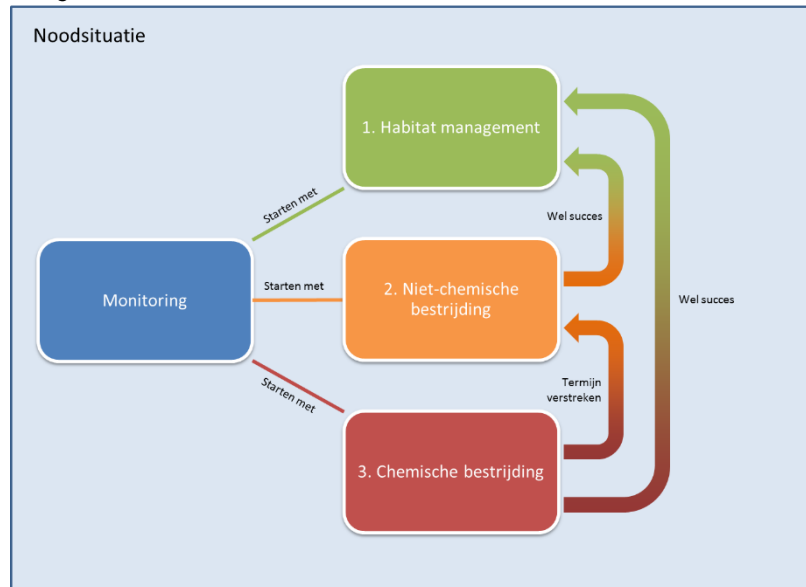 Noodsituatie
1. Habitat management
Starten met
Wel succes
Monitoring
Starten met
2. Niet-chemische
bestrijding
Wel succes
Starten met
Termijn
verstreken
3. Chemische bestrijding